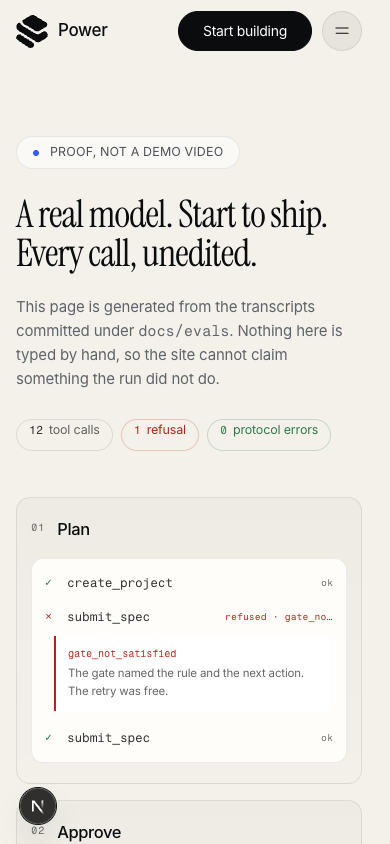 Power
Start building
PROOF, NOT A DEMO VIDEO
A real model. Start to ship.
Every call, unedited.
This page is generated from the transcripts
committed under docs/evals. Nothing here is
typed by hand, so the site cannot claim
something the run did not do.
12 tool calls
1 refusal
0 protocol errors
01 Plan
✓ create_project ok
× submit_spec refused · gate_no…
gate_not_satisfied
The gate named the rule and the next action.
The retry was free.
✓ submit_spec ok
N
02 Approve